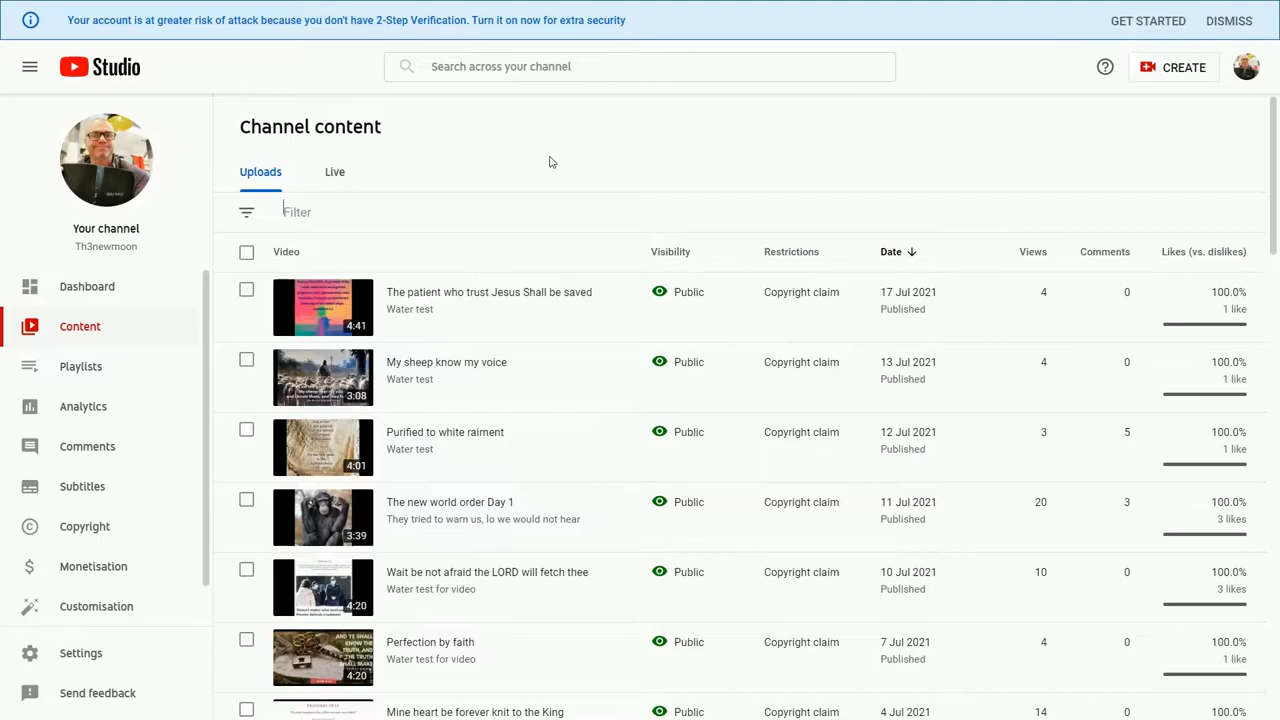 Your account is at greater risk of attack because you don't have 2-Step Verification. Turn it on now for extra security
GET STARTED
DISMISS
Studio
Search across your channel
CREATE
Channel content
Uploads
Live
Filter
Your channel
Th3newmoon
Dashboard
Content
Playlists
Analytics
Comments
Subtitles
Copyright
Monetisation
Customisation
Settings
Send feedback
Video
Visibility
Restrictions
Date
Views
Comments
Likes (vs. dislikes)
4:41
The patient who that waits Shall be saved
Water test
Public
Copyright claim
17 Jul 2021
Published
3
0
100.0%
1 like
3:08
My sheep know my voice
Water test
Public
Copyright claim
13 Jul 2021
Published
4
0
100.0%
1 like
4:01
Purified to white rament
Water test
Public
Copyright claim
12 Jul 2021
Published
3
5
100.0%
1 like
3:39
The new world order Day 1
They tried to warn us, lo we would not hear
Public
Copyright claim
11 Jul 2021
Published
20
3
100.0%
3 likes
4:20
Wait be not afraid the LORD will fetch thee
Water test for video
Public
Copyright claim
10 Jul 2021
Published
10
0
100.0%
3 likes
AND YE SHALL
KNOW THE
TRUTH, AND
THE TRUTH
SHALL MAKE
4:20
Perfection by faith
Water test for video
Public
Copyright claim
7 Jul 2021
Published
3
0
100.0%
1 like
Mine heart be forever to the King
Public
Copyright claim
4 Jul 2021
14
0
100.0%